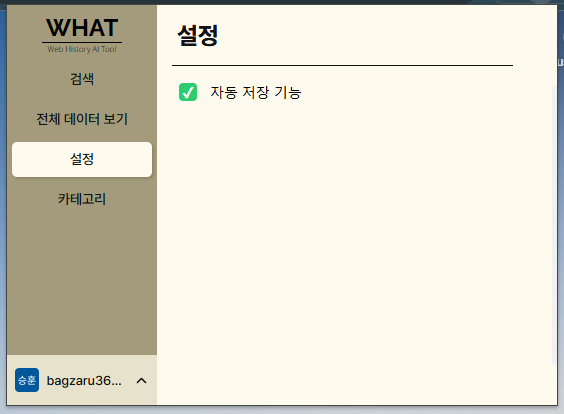 WHAT
Web History AI Tool
검색
전체 데이터 보기
설정
카테고리
승훈
bagzaru36...
설정
자동 저장 기능